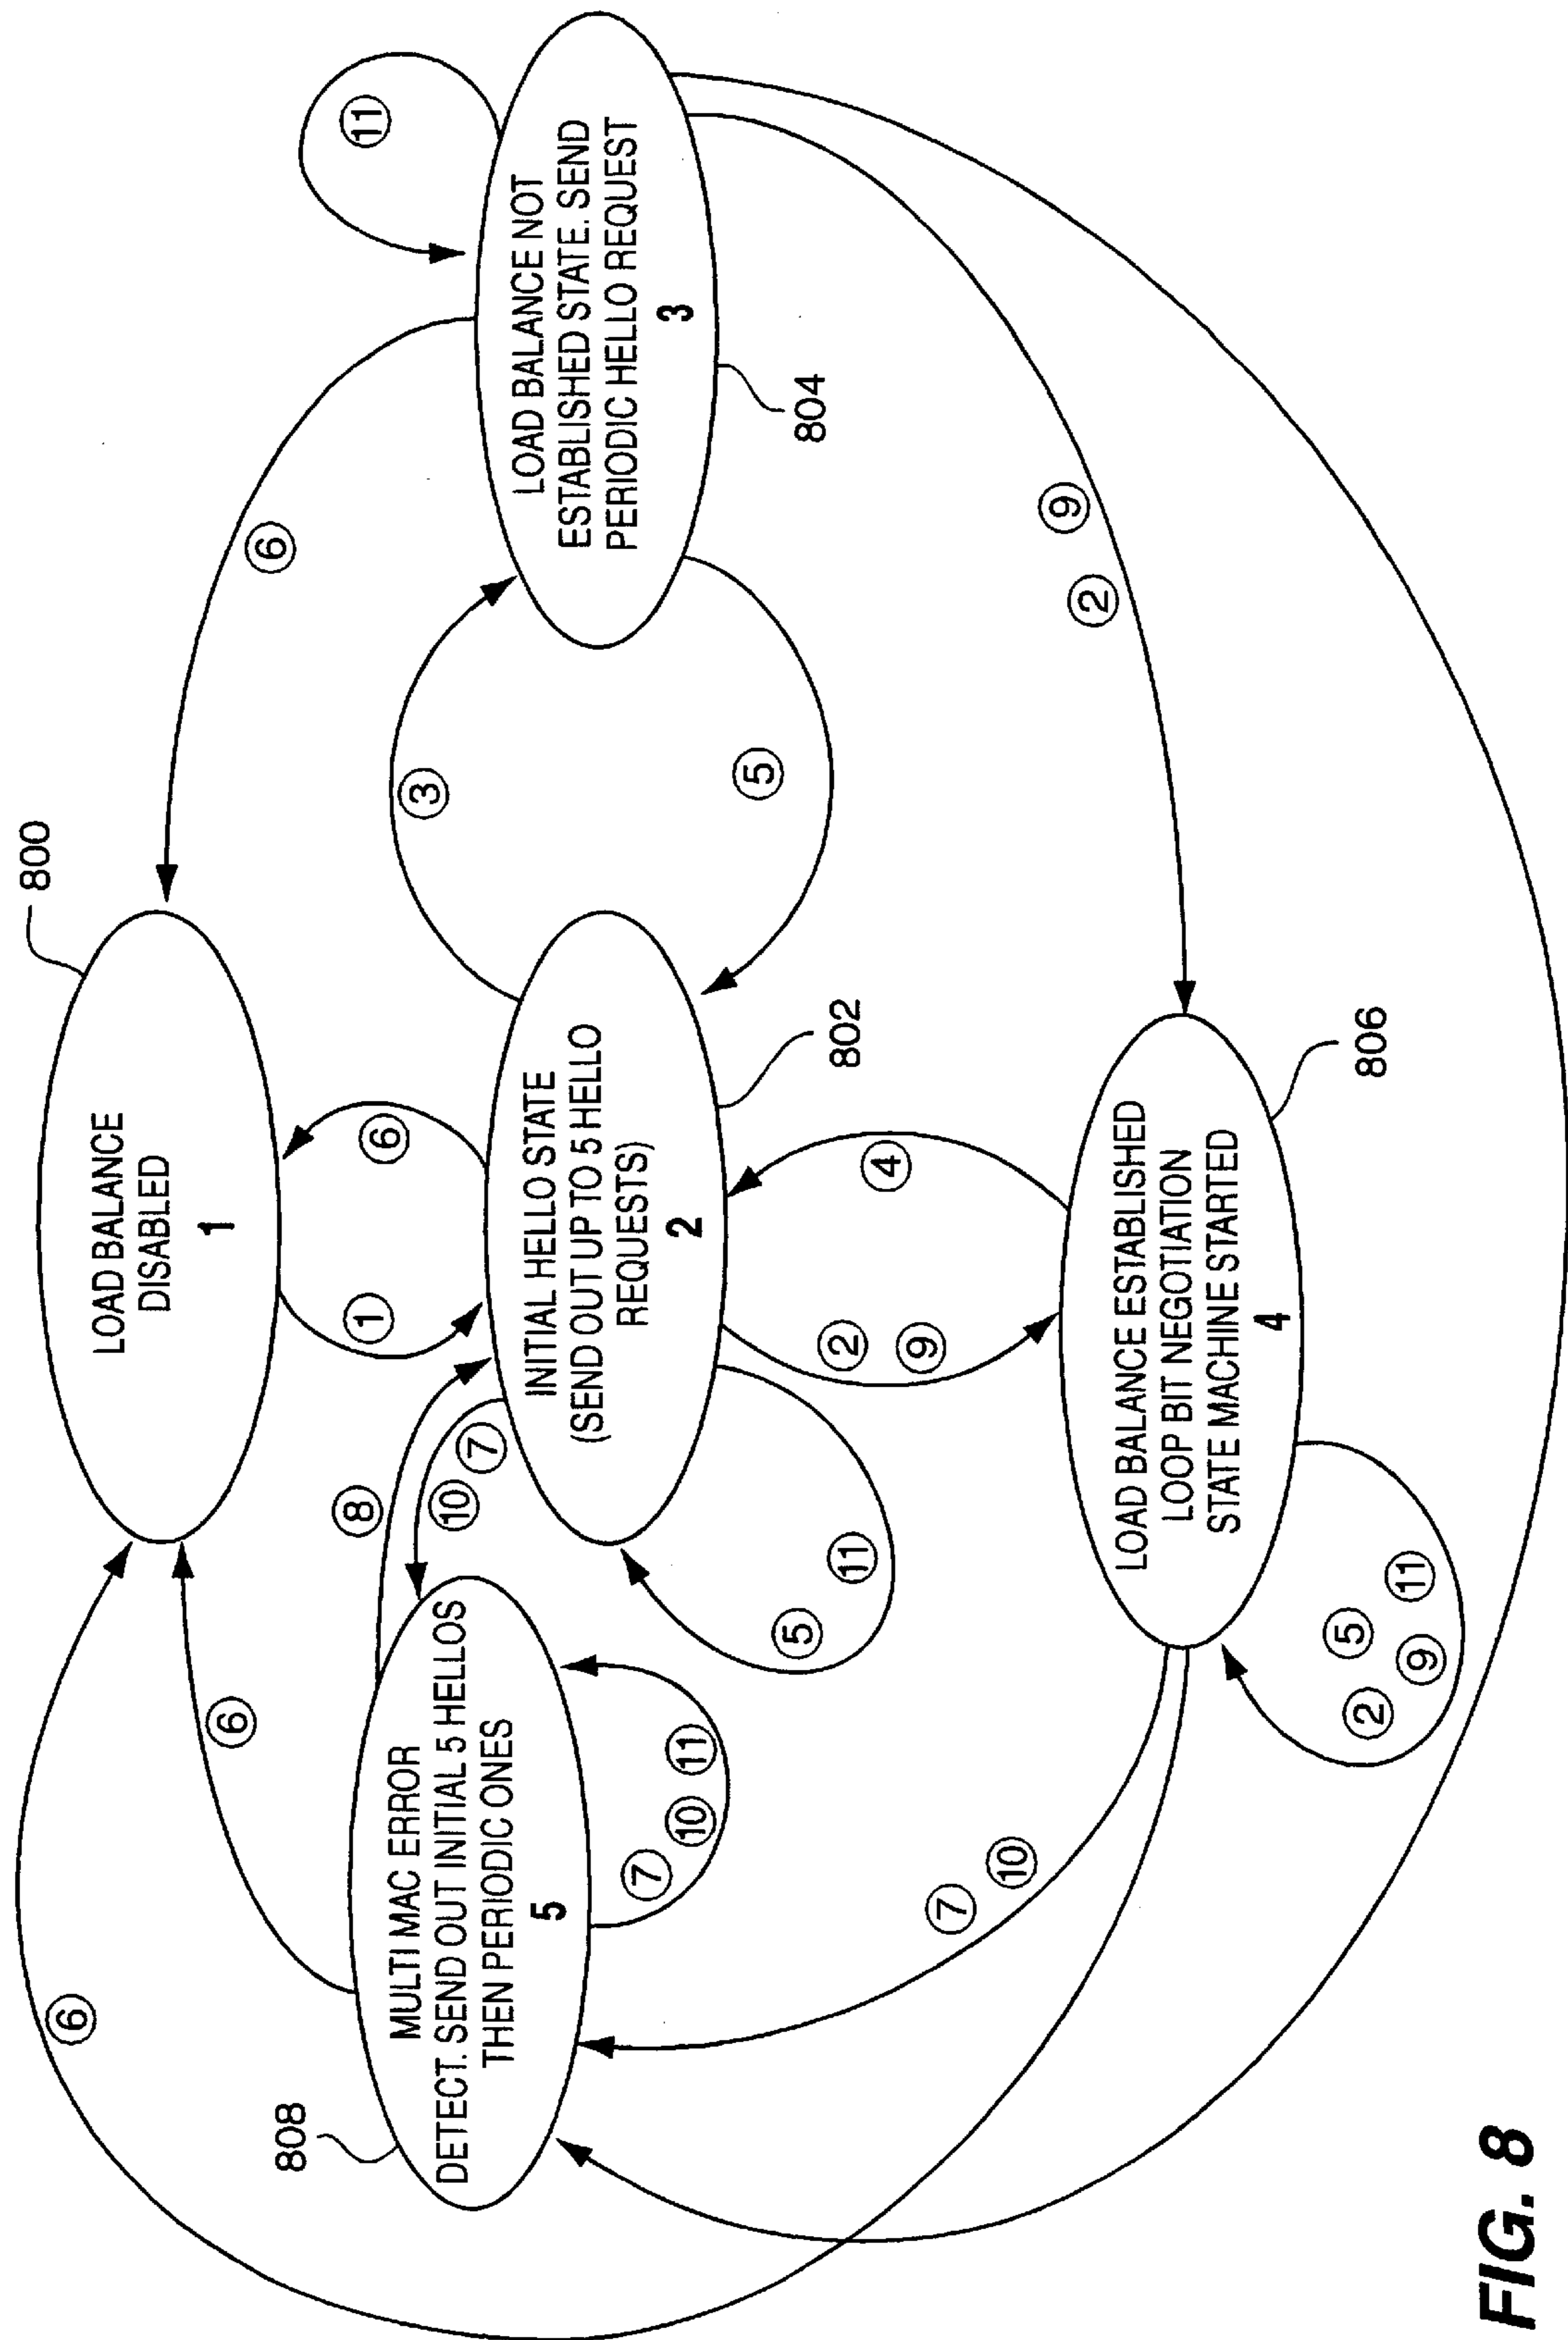 800
LOAD BALANCE
DISABLED
1
6
6
8
6
1
6
3
11
808
MULTI MAC ERROR
DETECT. SEND OUT INITIAL 5 HELLOS
THEN PERIODIC ONES
5
10
7
INITIAL HELLO STATE
(SEND OUT UP TO 5 HELLO
REQUESTS)
2
802
LOAD BALANCE NOT
ESTABLISHED STATE. SEND
PERIODIC HELLO REQUEST
3
804
7
10
11
5
11
2
9
4
5
7
10
2
9
LOAD BALANCE ESTABLISHED
LOOP BIT NEGOTIATION
STATE MACHINE STARTED
4
806
2
5
9
11
FIG. 8